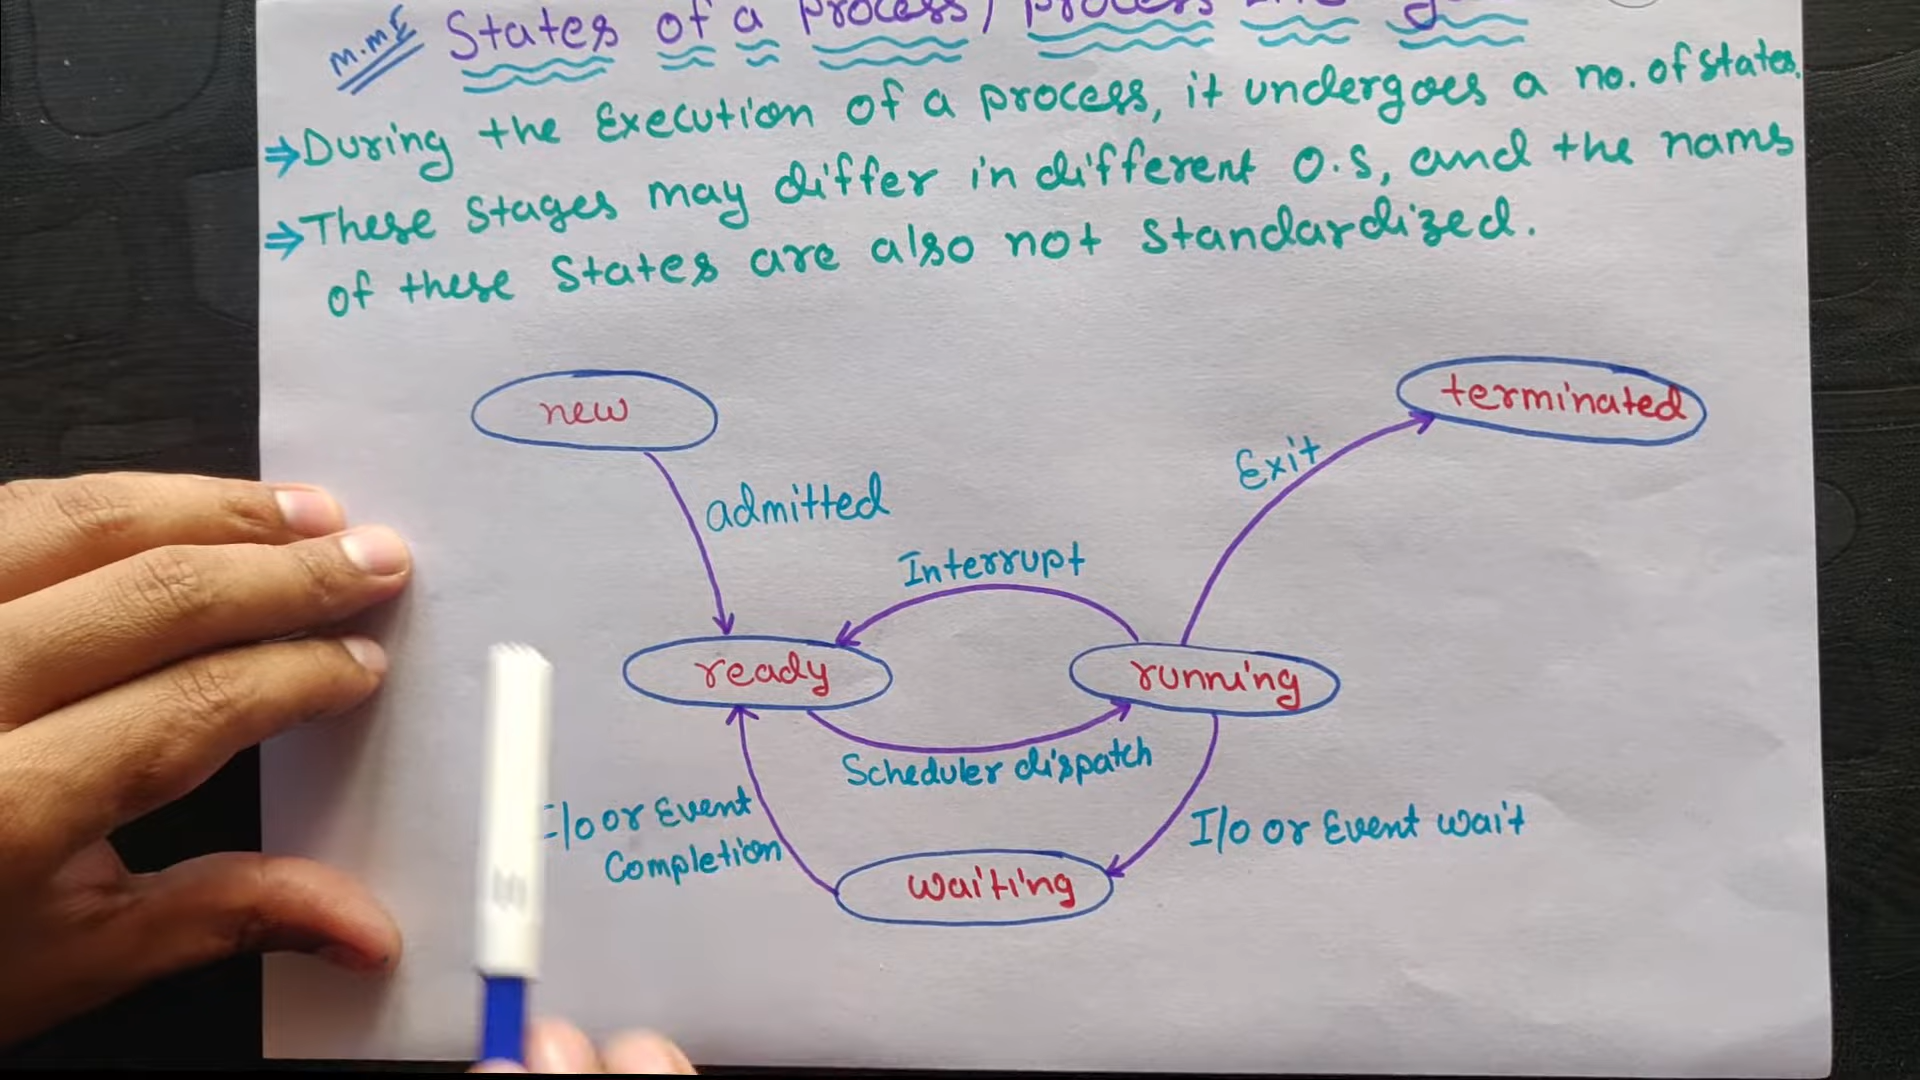 M.M.E
States of a Process / Process
⇒During the Execution of a process, it undergoes a no. of states.
⇒These stages may differ in different O.S, and the nams
of these States are also not standardized.
new
terminated
Exit
admitted
Interrupt
ready
running
Scheduler dispatch
I/o or Event
Completion
I/o or Event wait
waiting